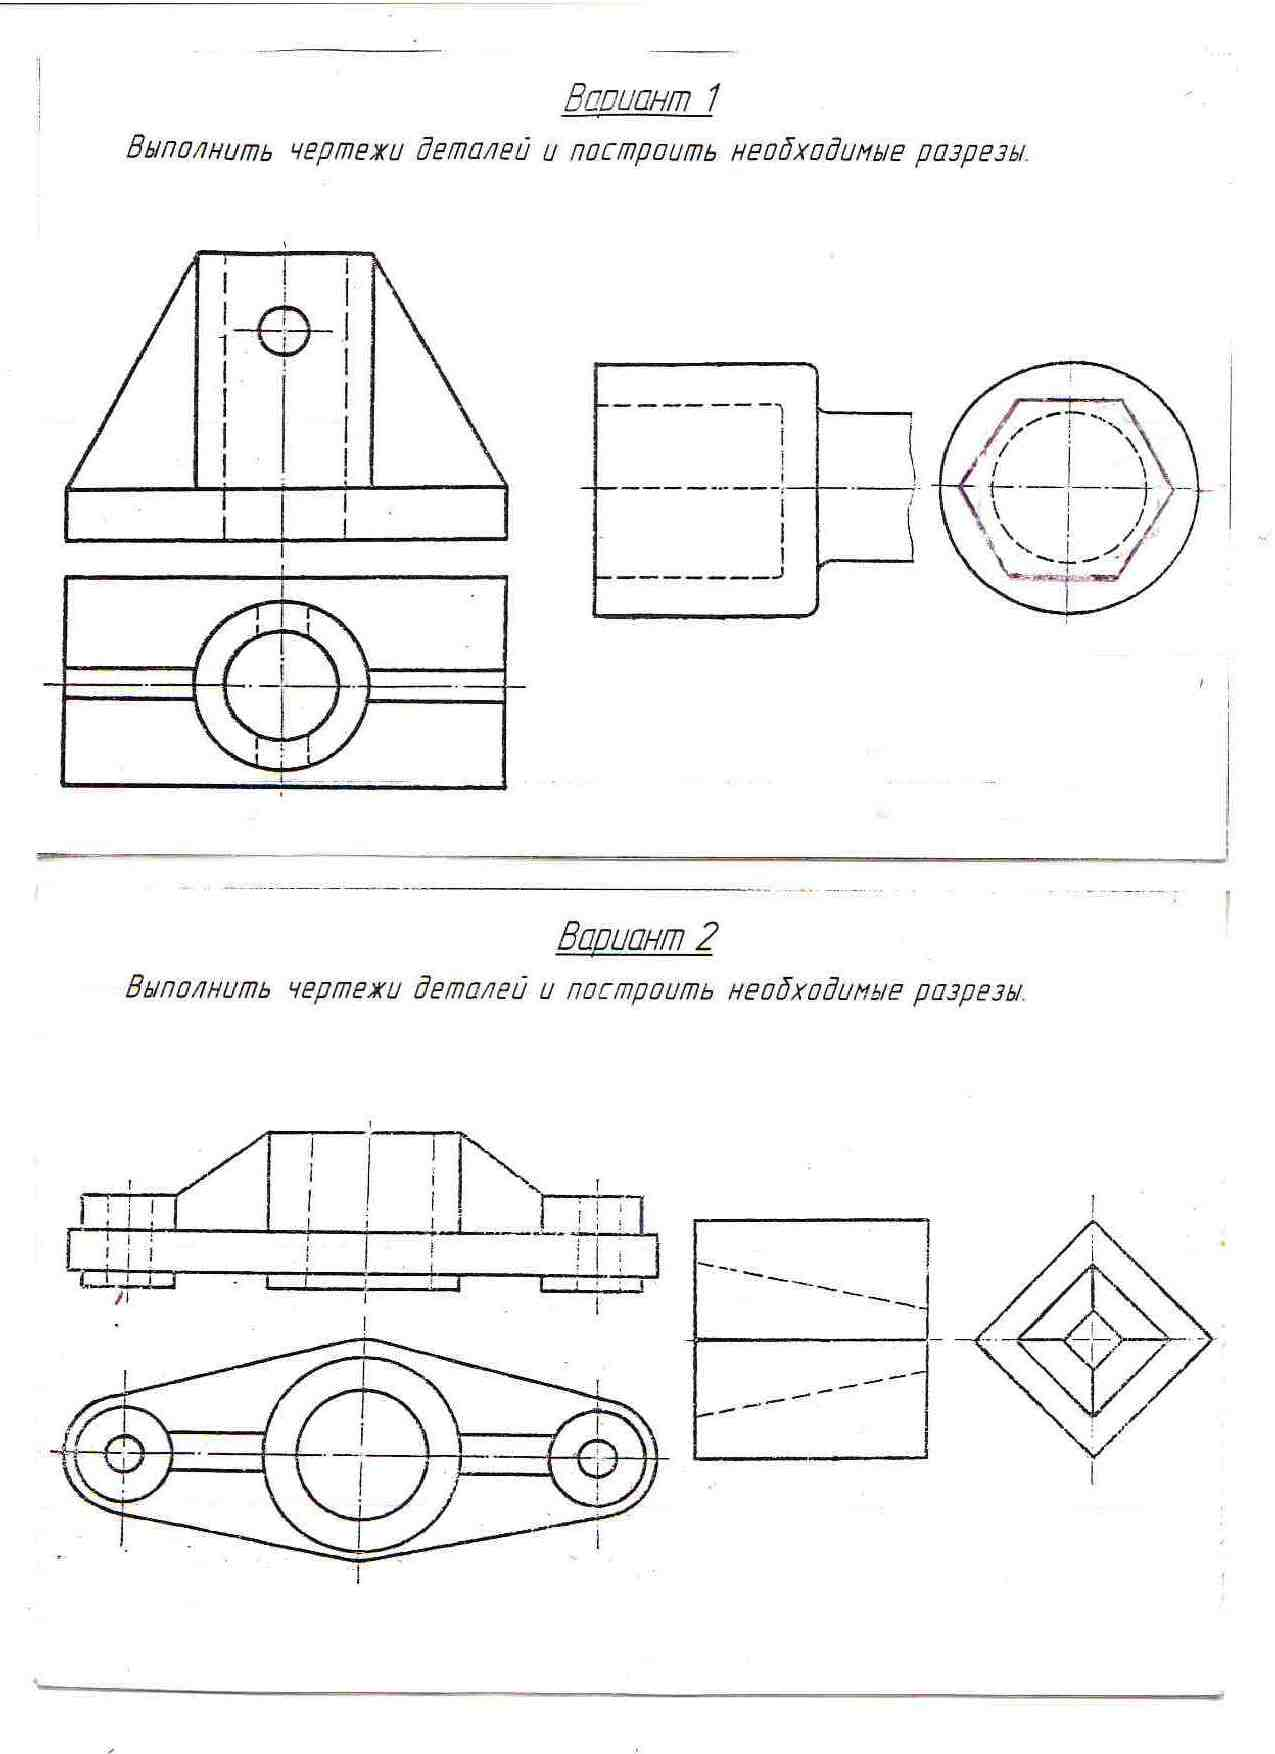 Вариант 1
Выполнить чертежи деталей и построить необходимые разрезы.
Вариант 2
Выполнить чертежи деталей и построить необходимые разрезы.